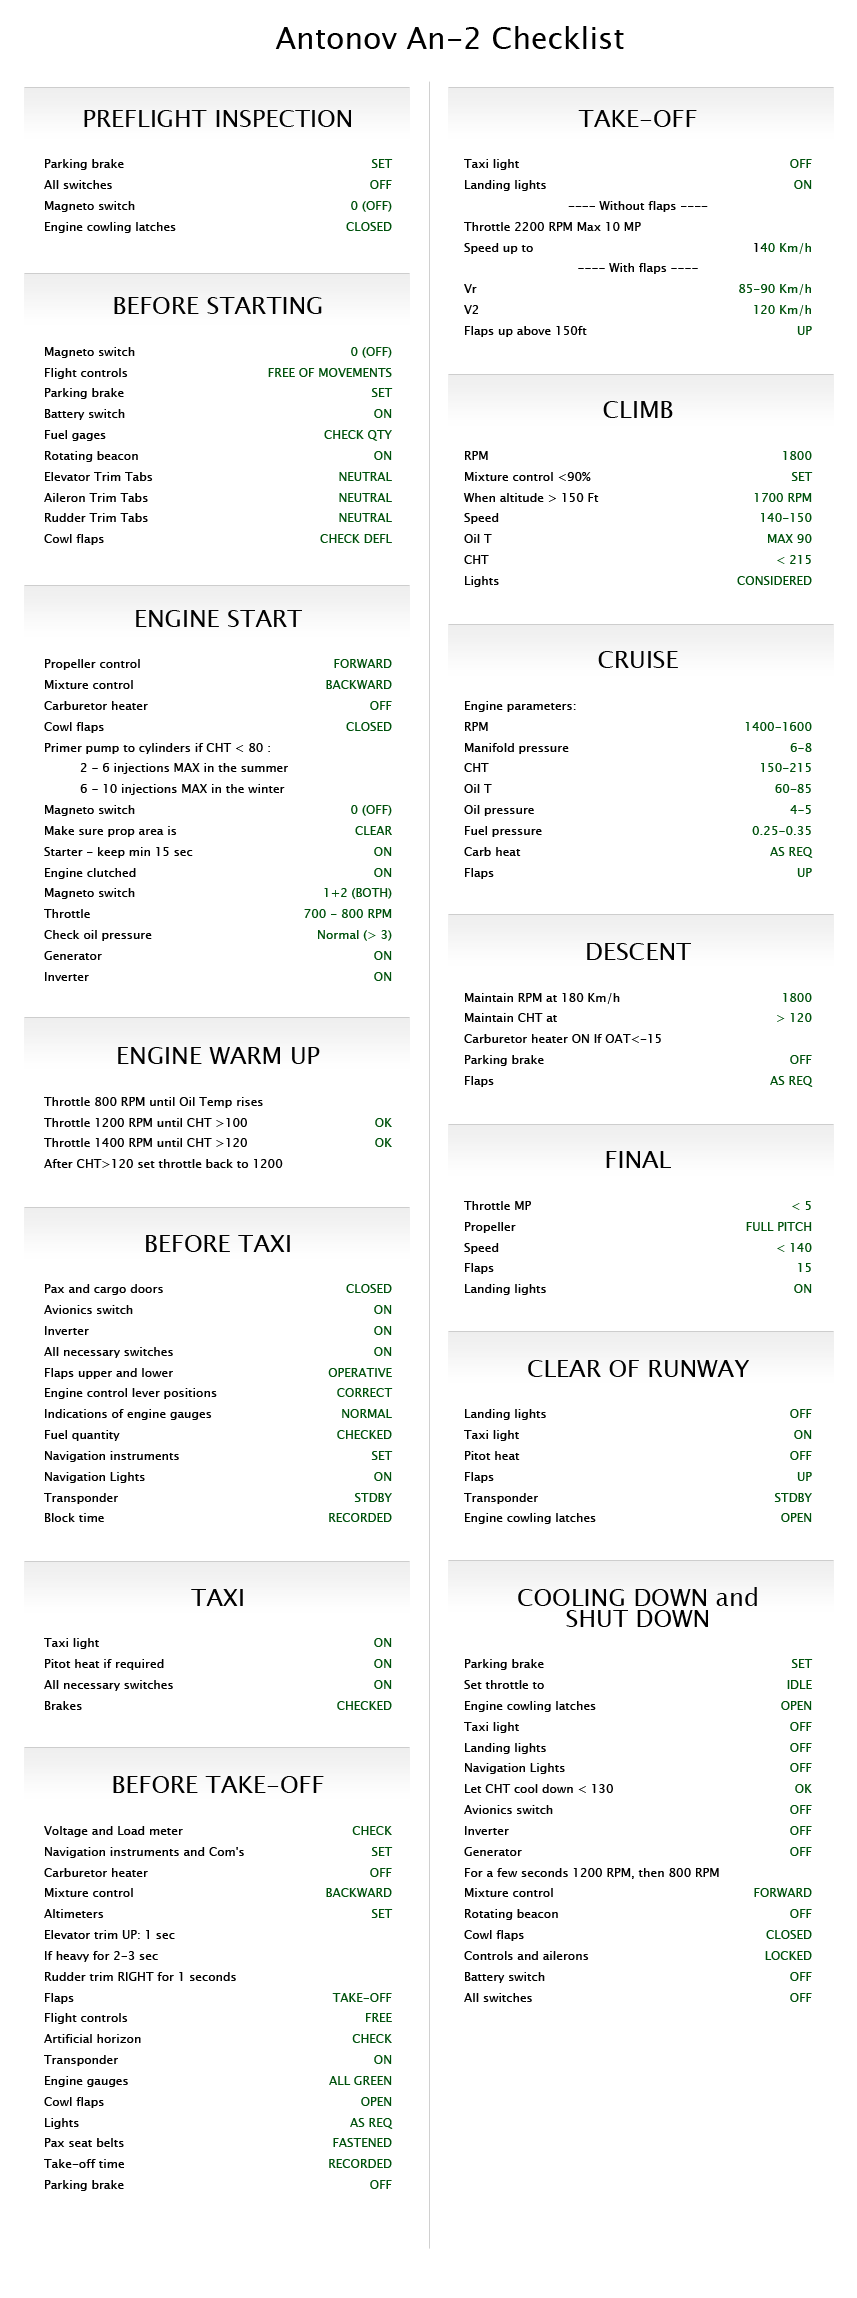 Antonov An-2 Checklist
PREFLIGHT INSPECTION
Parking brake SET
All switches OFF
Magneto switch 0 (OFF)
Engine cowling latches CLOSED
BEFORE STARTING
Magneto switch 0 (OFF)
Flight controls FREE OF MOVEMENTS
Parking brake SET
Battery switch ON
Fuel gages CHECK QTY
Rotating beacon ON
Elevator Trim Tabs NEUTRAL
Aileron Trim Tabs NEUTRAL
Rudder Trim Tabs NEUTRAL
Cowl flaps CHECK DEFL
ENGINE START
Propeller control FORWARD
Mixture control BACKWARD
Carburetor heater OFF
Cowl flaps CLOSED
Primer pump to cylinders if CHT < 80 :
2 - 6 injections MAX in the summer
6 - 10 injections MAX in the winter
Magneto switch 0 (OFF)
Make sure prop area is CLEAR
Starter - keep min 15 sec ON
Engine clutched ON
Magneto switch 1+2 (BOTH)
Throttle 700 - 800 RPM
Check oil pressure Normal (> 3)
Generator ON
Inverter ON
ENGINE WARM UP
Throttle 800 RPM until Oil Temp rises
Throttle 1200 RPM until CHT >100 OK
Throttle 1400 RPM until CHT >120 OK
After CHT>120 set throttle back to 1200
BEFORE TAXI
Pax and cargo doors CLOSED
Avionics switch ON
Inverter ON
All necessary switches ON
Flaps upper and lower OPERATIVE
Engine control lever positions CORRECT
Indications of engine gauges NORMAL
Fuel quantity CHECKED
Navigation instruments SET
Navigation Lights ON
Transponder STDBY
Block time RECORDED
TAXI
Taxi light ON
Pitot heat if required ON
All necessary switches ON
Brakes CHECKED
BEFORE TAKE-OFF
Voltage and Load meter CHECK
Navigation instruments and Com's SET
Carburetor heater OFF
Mixture control BACKWARD
Altimeters SET
Elevator trim UP: 1 sec
If heavy for 2-3 sec
Rudder trim RIGHT for 1 seconds
Flaps TAKE-OFF
Flight controls FREE
Artificial horizon CHECK
Transponder ON
Engine gauges ALL GREEN
Cowl flaps OPEN
Lights AS REQ
Pax seat belts FASTENED
Take-off time RECORDED
Parking brake OFF
TAKE-OFF
Taxi light OFF
Landing lights ON
---- Without flaps ----
Throttle 2200 RPM Max 10 MP
Speed up to 140 Km/h
---- With flaps ----
Vr 85-90 Km/h
V2 120 Km/h
Flaps up above 150ft UP
CLIMB
RPM 1800
Mixture control <90% SET
When altitude > 150 Ft 1700 RPM
Speed 140-150
Oil T MAX 90
CHT < 215
Lights CONSIDERED
CRUISE
Engine parameters:
RPM 1400-1600
Manifold pressure 6-8
CHT 150-215
Oil T 60-85
Oil pressure 4-5
Fuel pressure 0.25-0.35
Carb heat AS REQ
Flaps UP
DESCENT
Maintain RPM at 180 Km/h 1800
Maintain CHT at > 120
Carburetor heater ON If OAT<-15
Parking brake OFF
Flaps AS REQ
FINAL
Throttle MP < 5
Propeller FULL PITCH
Speed < 140
Flaps 15
Landing lights ON
CLEAR OF RUNWAY
Landing lights OFF
Taxi light ON
Pitot heat OFF
Flaps UP
Transponder STDBY
Engine cowling latches OPEN
COOLING DOWN and
SHUT DOWN
Parking brake SET
Set throttle to IDLE
Engine cowling latches OPEN
Taxi light OFF
Landing lights OFF
Navigation Lights OFF
Let CHT cool down < 130 OK
Avionics switch OFF
Inverter OFF
Generator OFF
For a few seconds 1200 RPM, then 800 RPM
Mixture control FORWARD
Rotating beacon OFF
Cowl flaps CLOSED
Controls and ailerons LOCKED
Battery switch OFF
All switches OFF